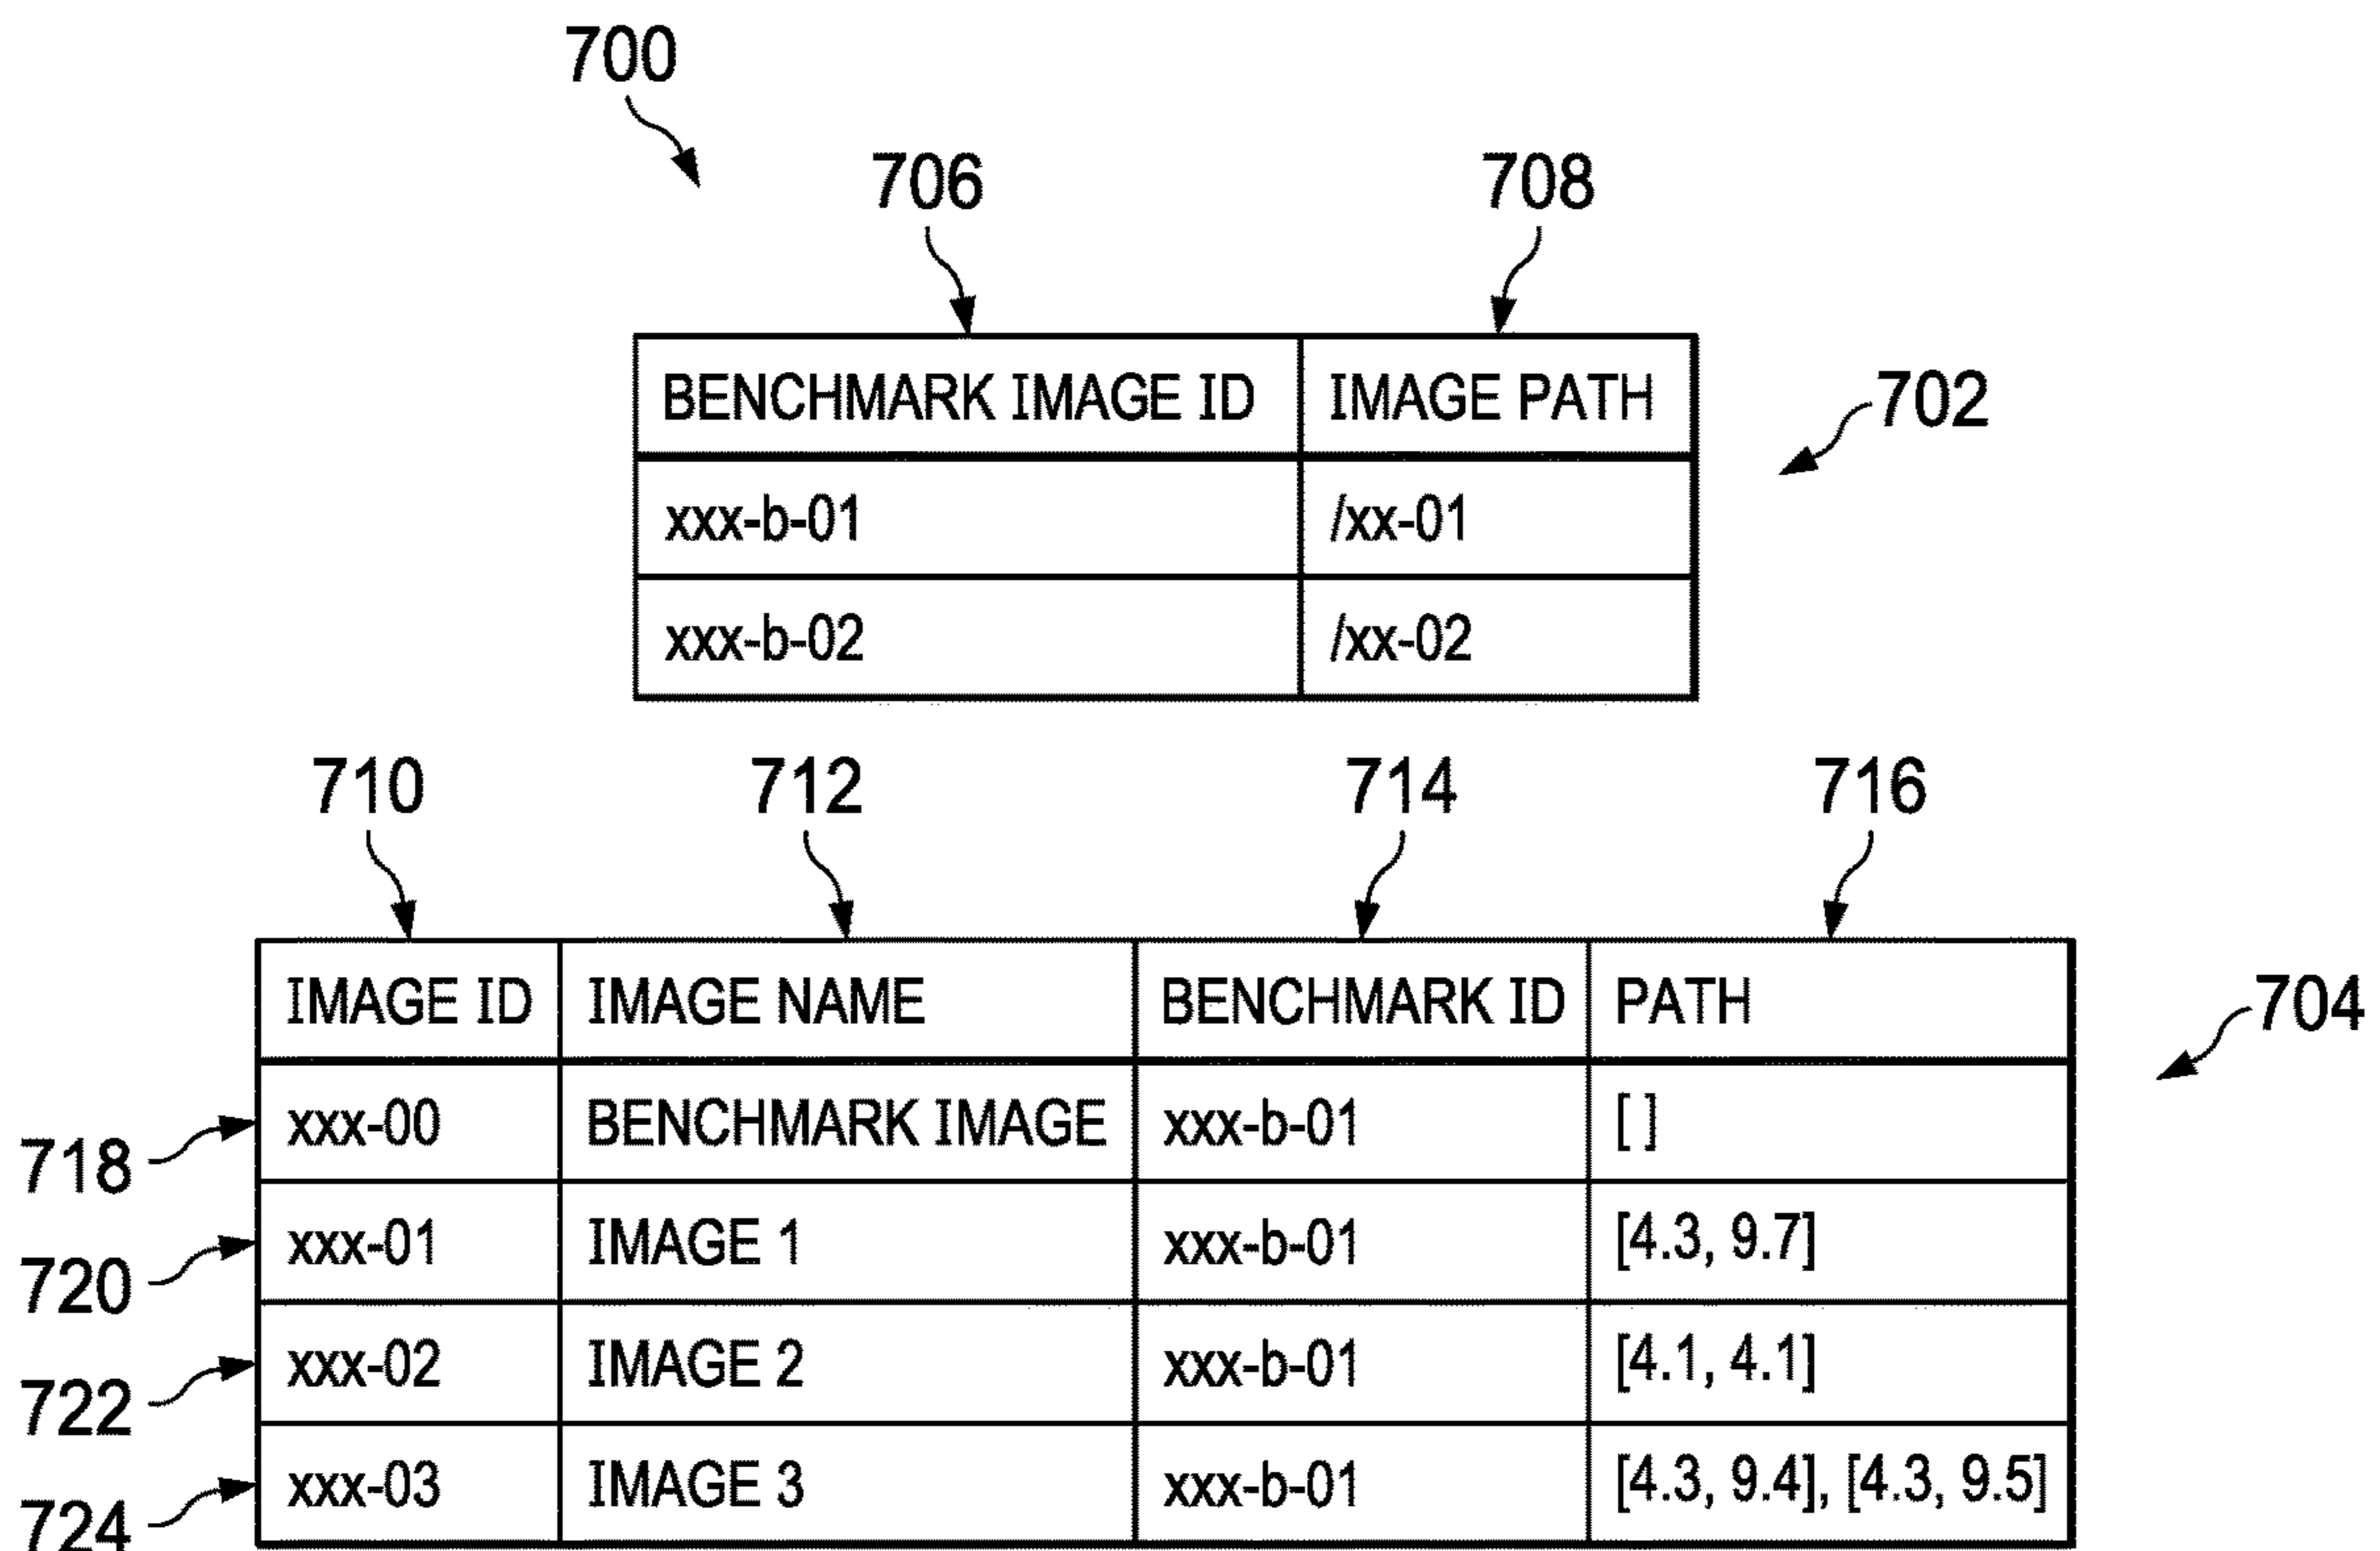 700
706 708
BENCHMARK IMAGE ID IMAGE PATH
702
xxx-b-01 /xx-01
xxx-b-02 /xx-02
710 712 714 716
IMAGE ID IMAGE NAME BENCHMARK ID PATH
704
718 xxx-00 BENCHMARK IMAGE xxx-b-01 [ ]
720 xxx-01 IMAGE 1 xxx-b-01 [4.3, 9.7]
722 xxx-02 IMAGE 2 xxx-b-01 [4.1, 4.1]
724 xxx-03 IMAGE 3 xxx-b-01 [4.3, 9.4], [4.3, 9.5]